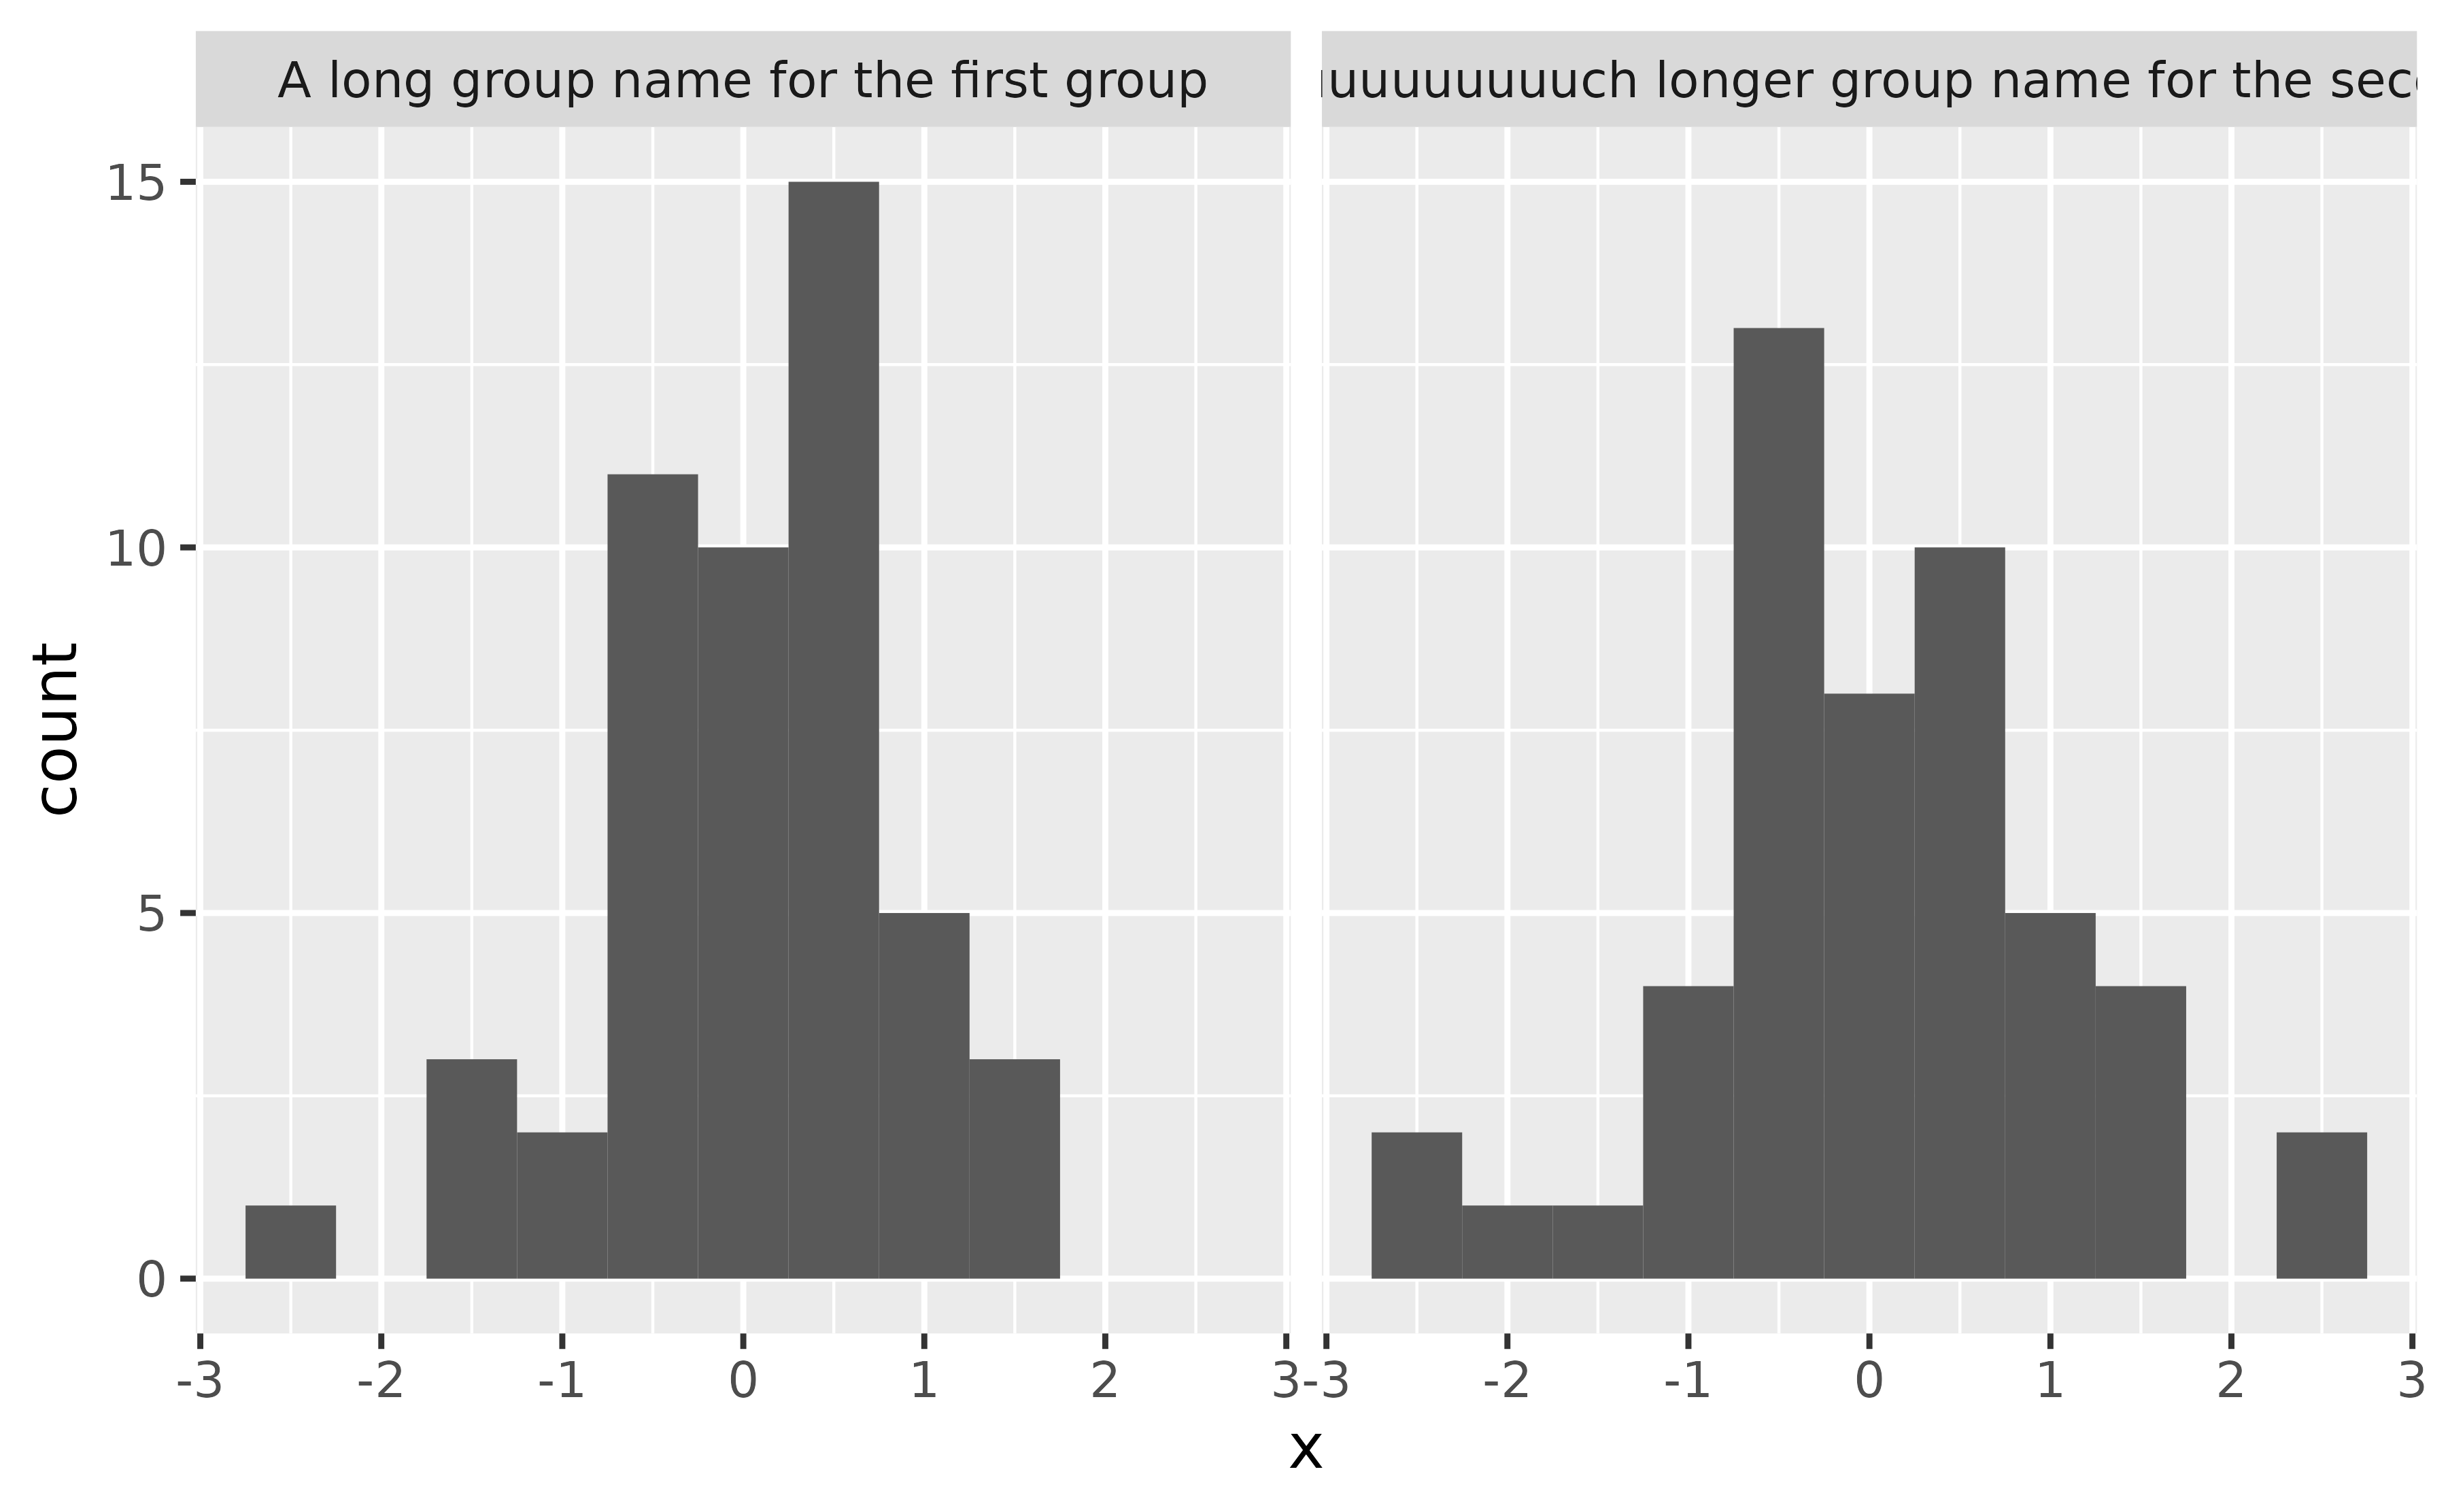 A long group name for the first group
uuuuuuuuch longer group name for the sec
15
10
5
0
count
-3 -2 -1 0 1 2 3 -3 -2 -1 0 1 2 3
x